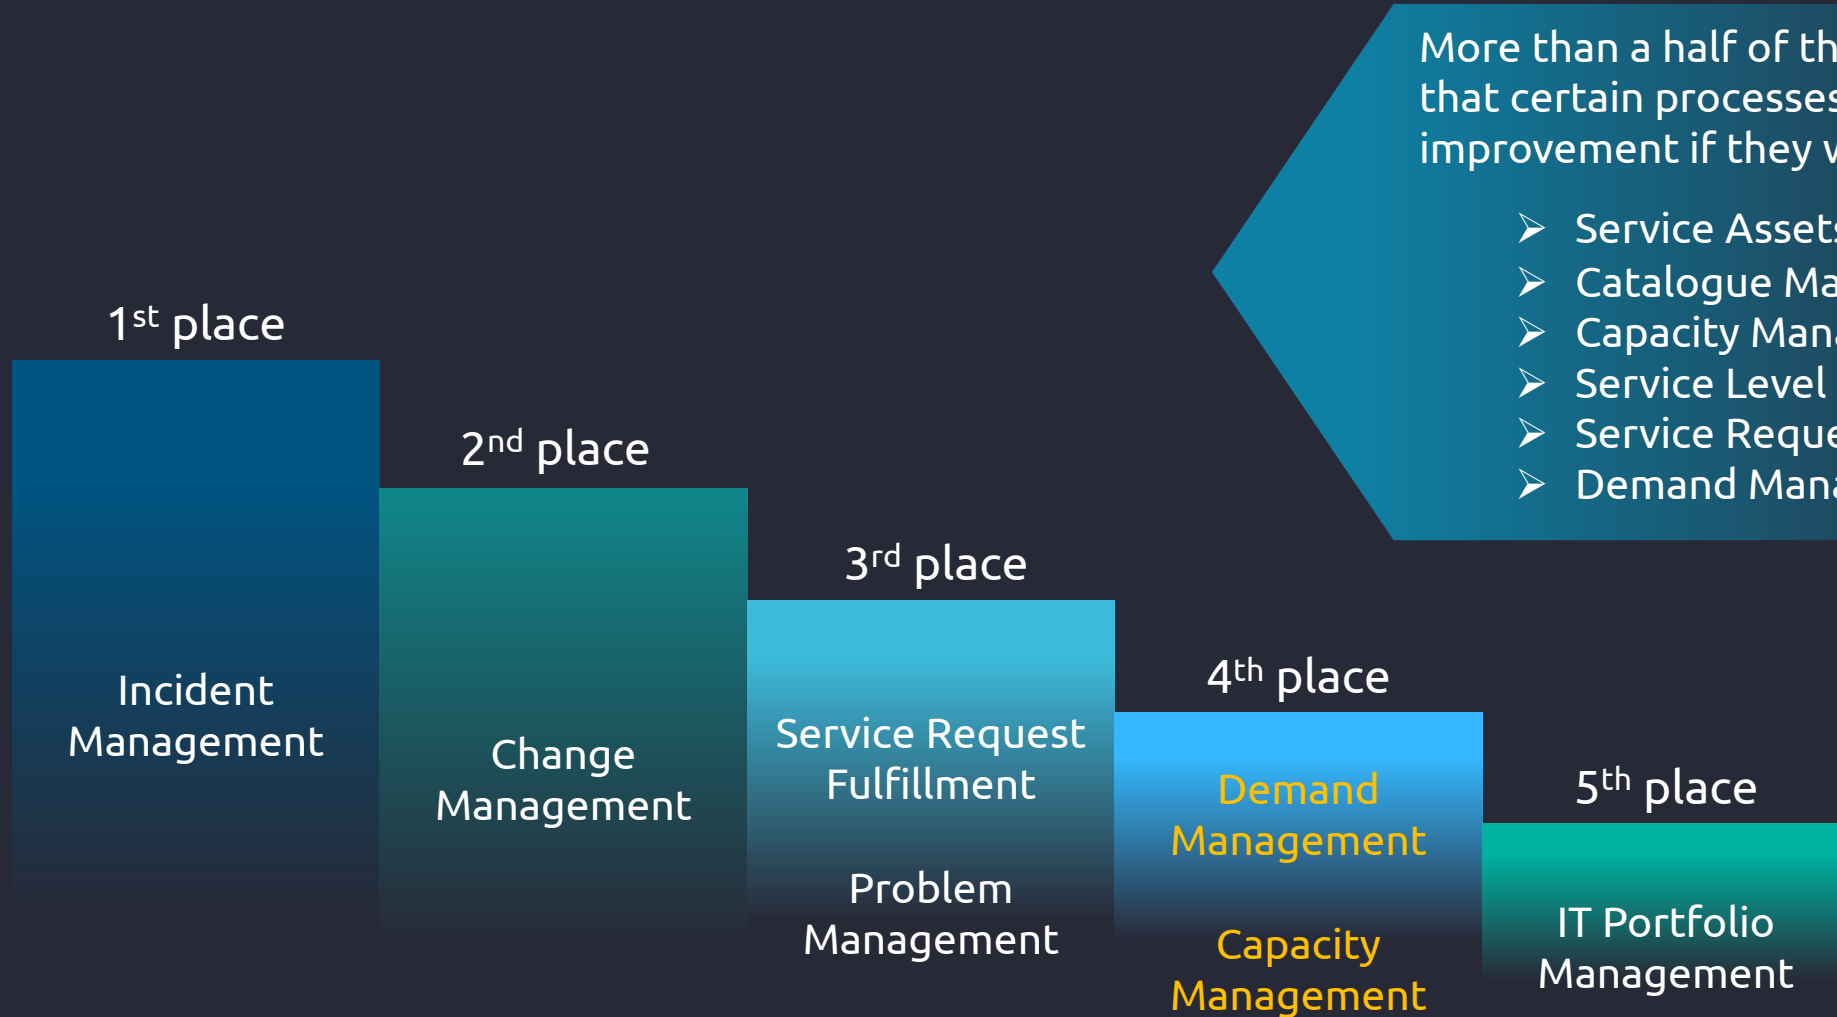 More than a half of th
that certain processes
improvement if they
Service Assets
Catalogue Ma
Capacity Mana
Service Level
Service Reque
Demand Mana
1st place
Incident
Management
2nd place
Change
Management
3rd place
Service Request
Fulfillment
Problem
Management
4th place
Demand
Management
Capacity
Management
5th place
IT Portfolio
Management